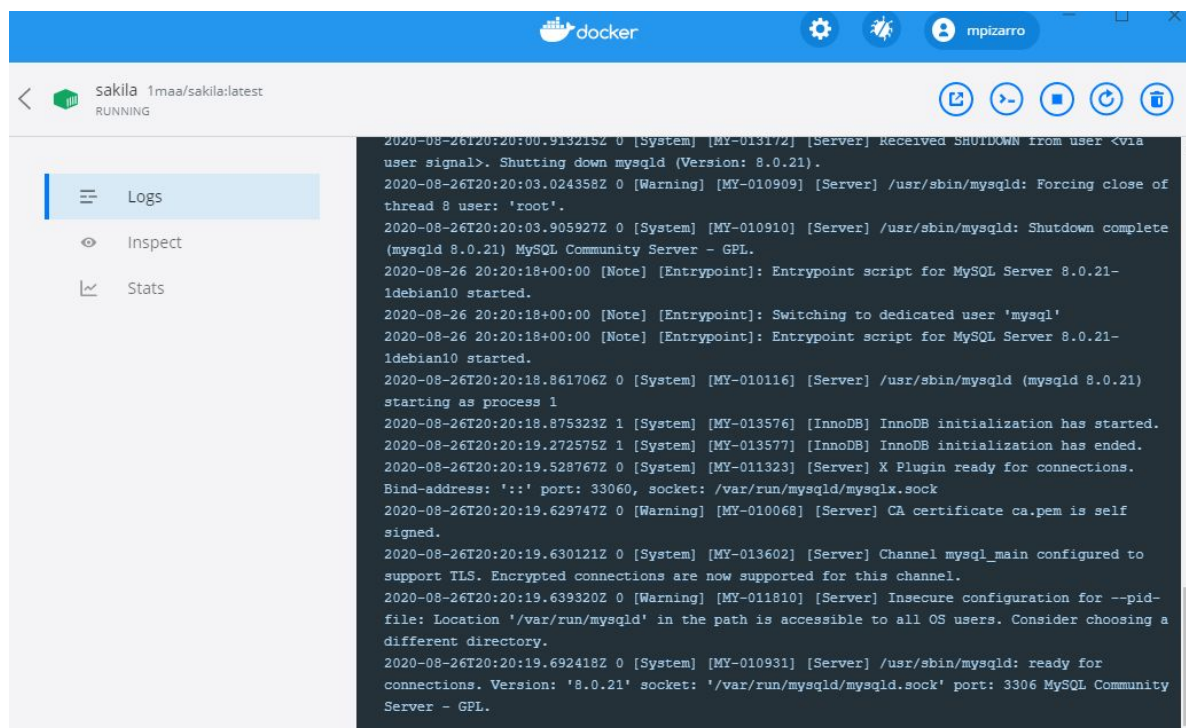 docker
mpizarro
sakila 1maa/sakila:latest
RUNNING
Logs
Inspect
Stats
2020-08-26T20:20:00.913215Z 0 [System] [MY-013172] [Server] Received SHUTDOWN from user <via
user signal>. Shutting down mysqld (Version: 8.0.21).
2020-08-26T20:20:03.024358Z 0 [Warning] [MY-010909] [Server] /usr/sbin/mysqld: Forcing close of
thread 8 user: 'root'.
2020-08-26T20:20:03.905927Z 0 [System] [MY-010910] [Server] /usr/sbin/mysqld: Shutdown complete
(mysqld 8.0.21) MySQL Community Server - GPL.
2020-08-26 20:20:18+00:00 [Note] [Entrypoint]: Entrypoint script for MySQL Server 8.0.21-
1debian10 started.
2020-08-26 20:20:18+00:00 [Note] [Entrypoint]: Switching to dedicated user 'mysql'
2020-08-26 20:20:18+00:00 [Note] [Entrypoint]: Entrypoint script for MySQL Server 8.0.21-
1debian10 started.
2020-08-26T20:20:18.861706Z 0 [System] [MY-010116] [Server] /usr/sbin/mysqld (mysqld 8.0.21)
starting as process 1
2020-08-26T20:20:18.875323Z 1 [System] [MY-013576] [InnoDB] InnoDB initialization has started.
2020-08-26T20:20:19.272575Z 1 [System] [MY-013577] [InnoDB] InnoDB initialization has ended.
2020-08-26T20:20:19.528767Z 0 [System] [MY-011323] [Server] X Plugin ready for connections.
Bind-address: '::' port: 33060, socket: /var/run/mysqld/mysqlx.sock
2020-08-26T20:20:19.629747Z 0 [Warning] [MY-010068] [Server] CA certificate ca.pem is self
signed.
2020-08-26T20:20:19.630121Z 0 [System] [MY-013602] [Server] Channel mysql_main configured to
support TLS. Encrypted connections are now supported for this channel.
2020-08-26T20:20:19.639320Z 0 [Warning] [MY-011810] [Server] Insecure configuration for --pid-
file: Location '/var/run/mysqld' in the path is accessible to all OS users. Consider choosing a
different directory.
2020-08-26T20:20:19.692418Z 0 [System] [MY-010931] [Server] /usr/sbin/mysqld: ready for
connections. Version: '8.0.21' socket: '/var/run/mysqld/mysqld.sock' port: 3306 MySQL Community
Server - GPL.